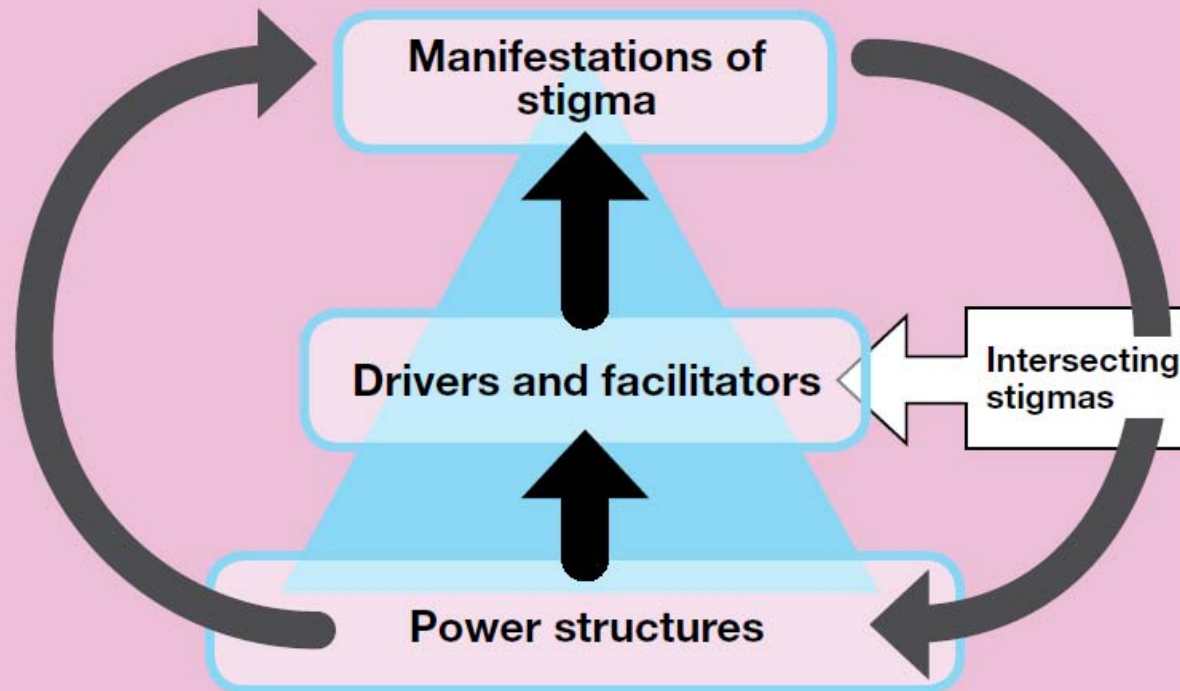 Manifestations of
stigma
Drivers and facilitators
Intersecting
stigmas
Power structures